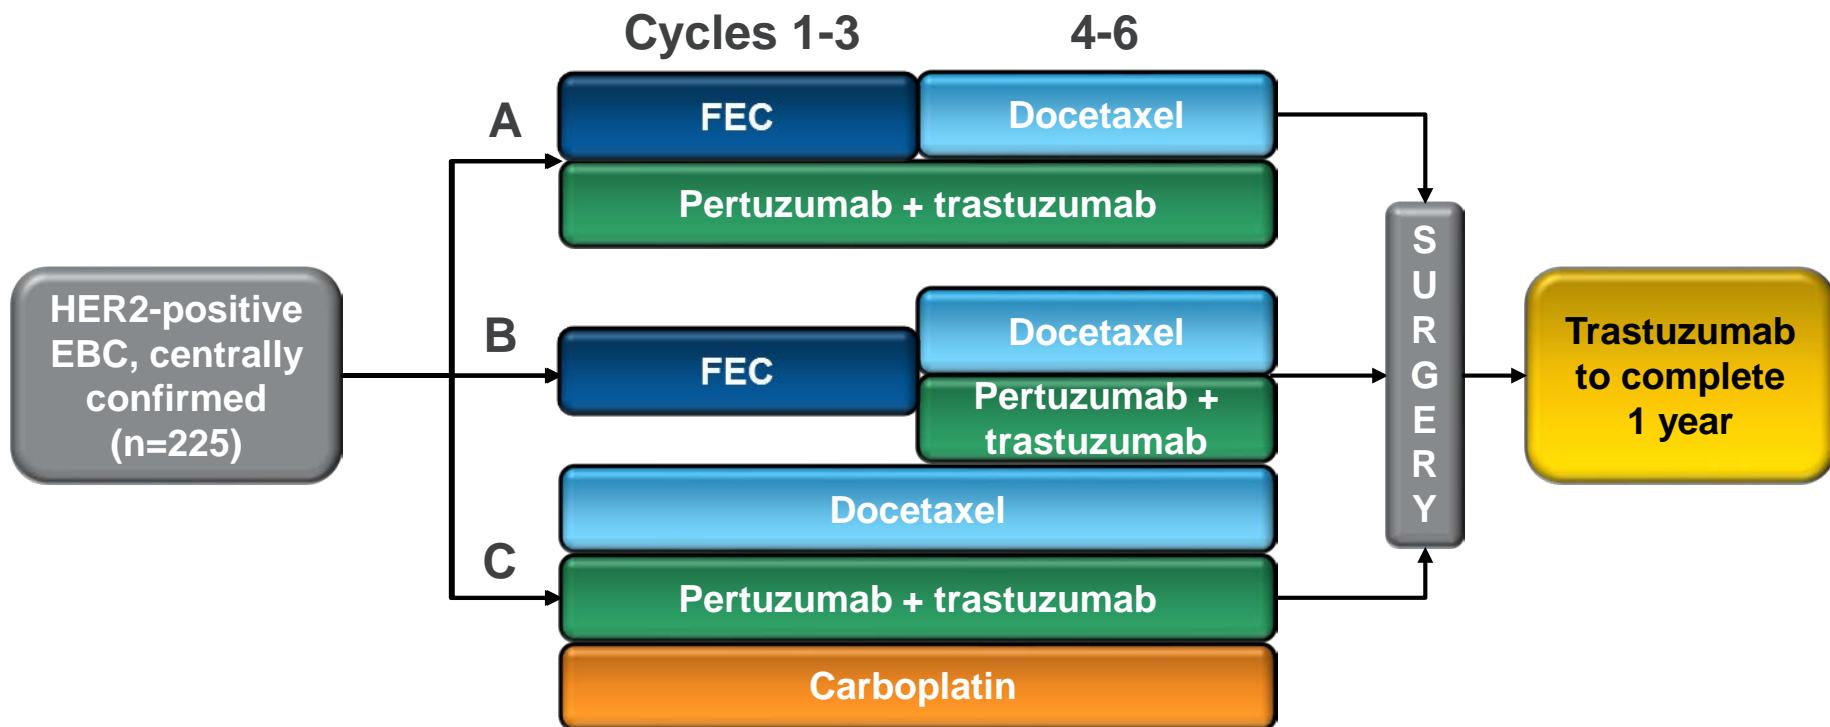 Cycles 1-3
4-6
A
FEC
Docetaxel
Pertuzumab + trastuzumab
HER2-positive
EBC, centrally
confirmed
(n=225)
B
FEC
Docetaxel
Pertuzumab +
trastuzumab
C
Docetaxel
Pertuzumab + trastuzumab
Carboplatin
S
U
R
G
E
R
Y
Trastuzumab
to complete
1 year